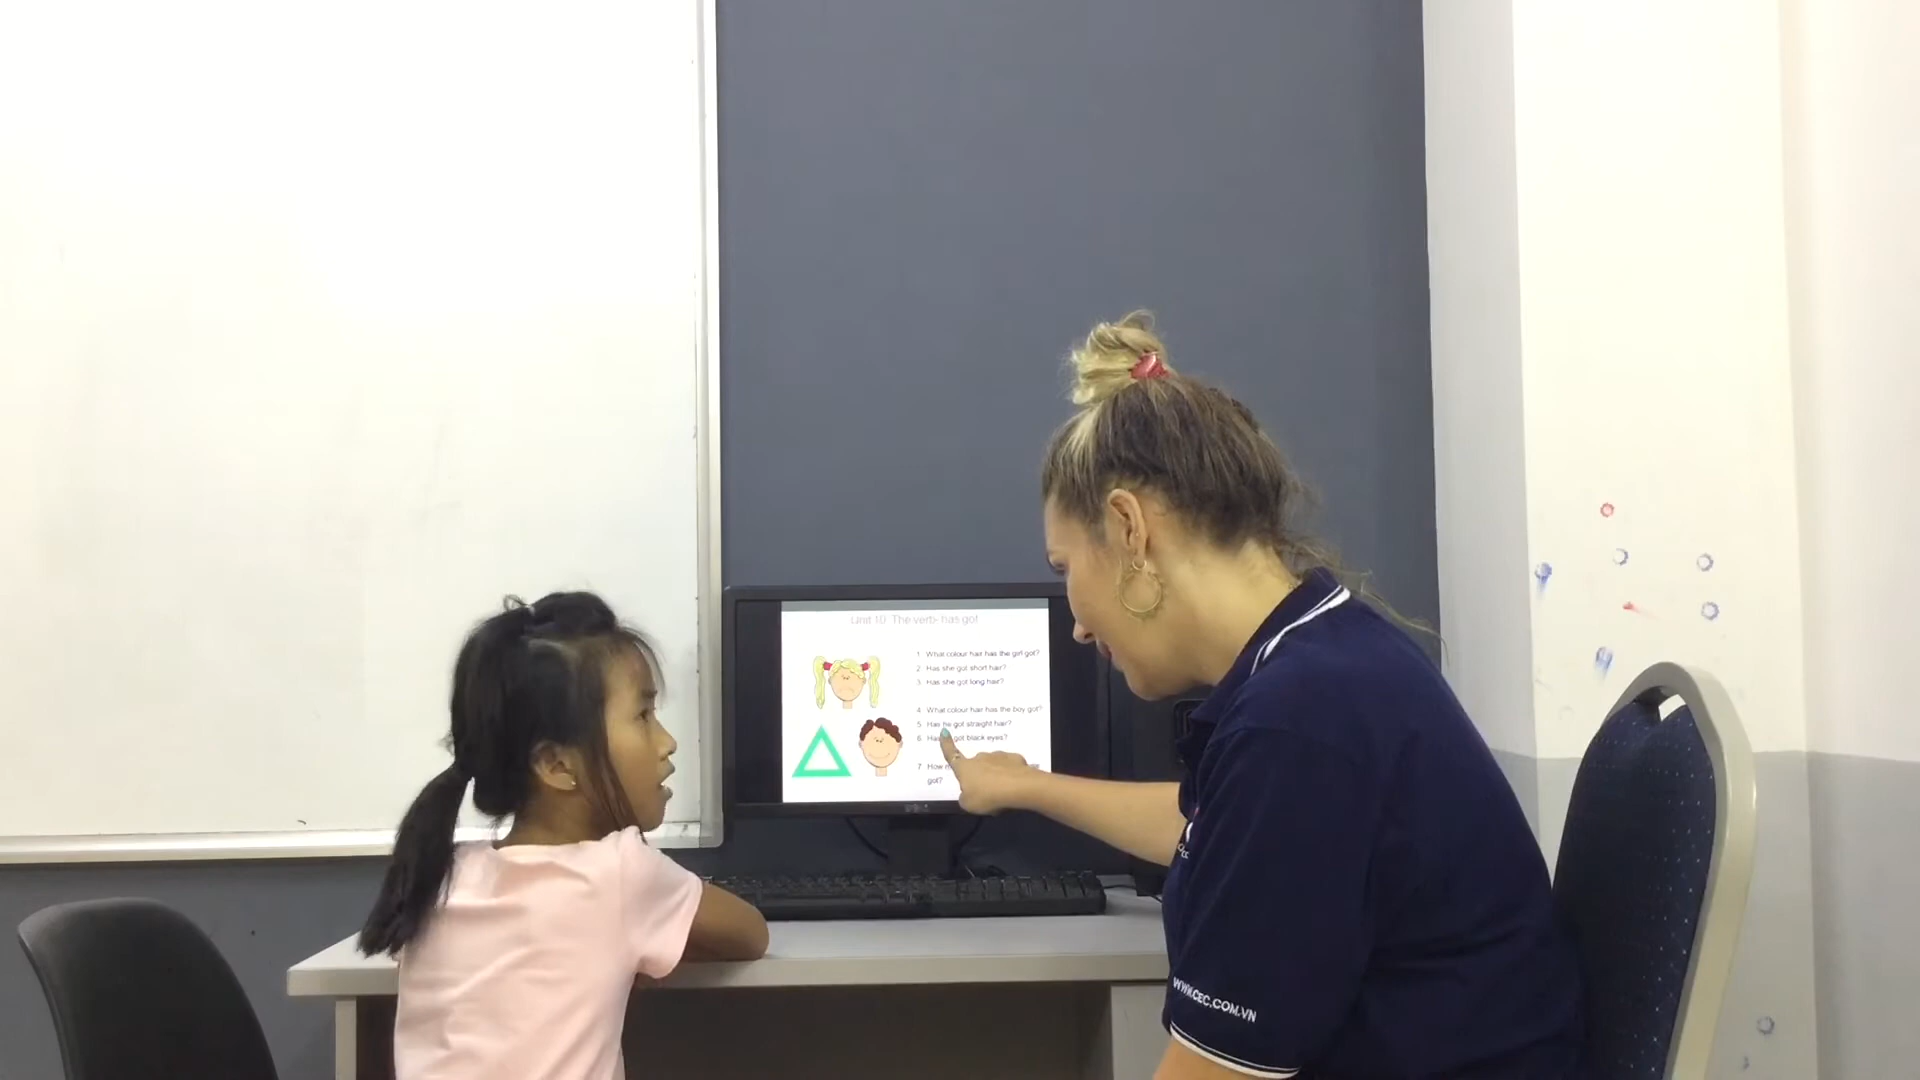 Unit 10 The verb has got
1 What colour hair has the girl got?
2 Has she got short hair?
3. Has she got long hair?
4. What colour hair has the boy got?
5 Has he got straight hair?
6. got black eyes?
7 How
got?
WWW.CEC.COM.VN